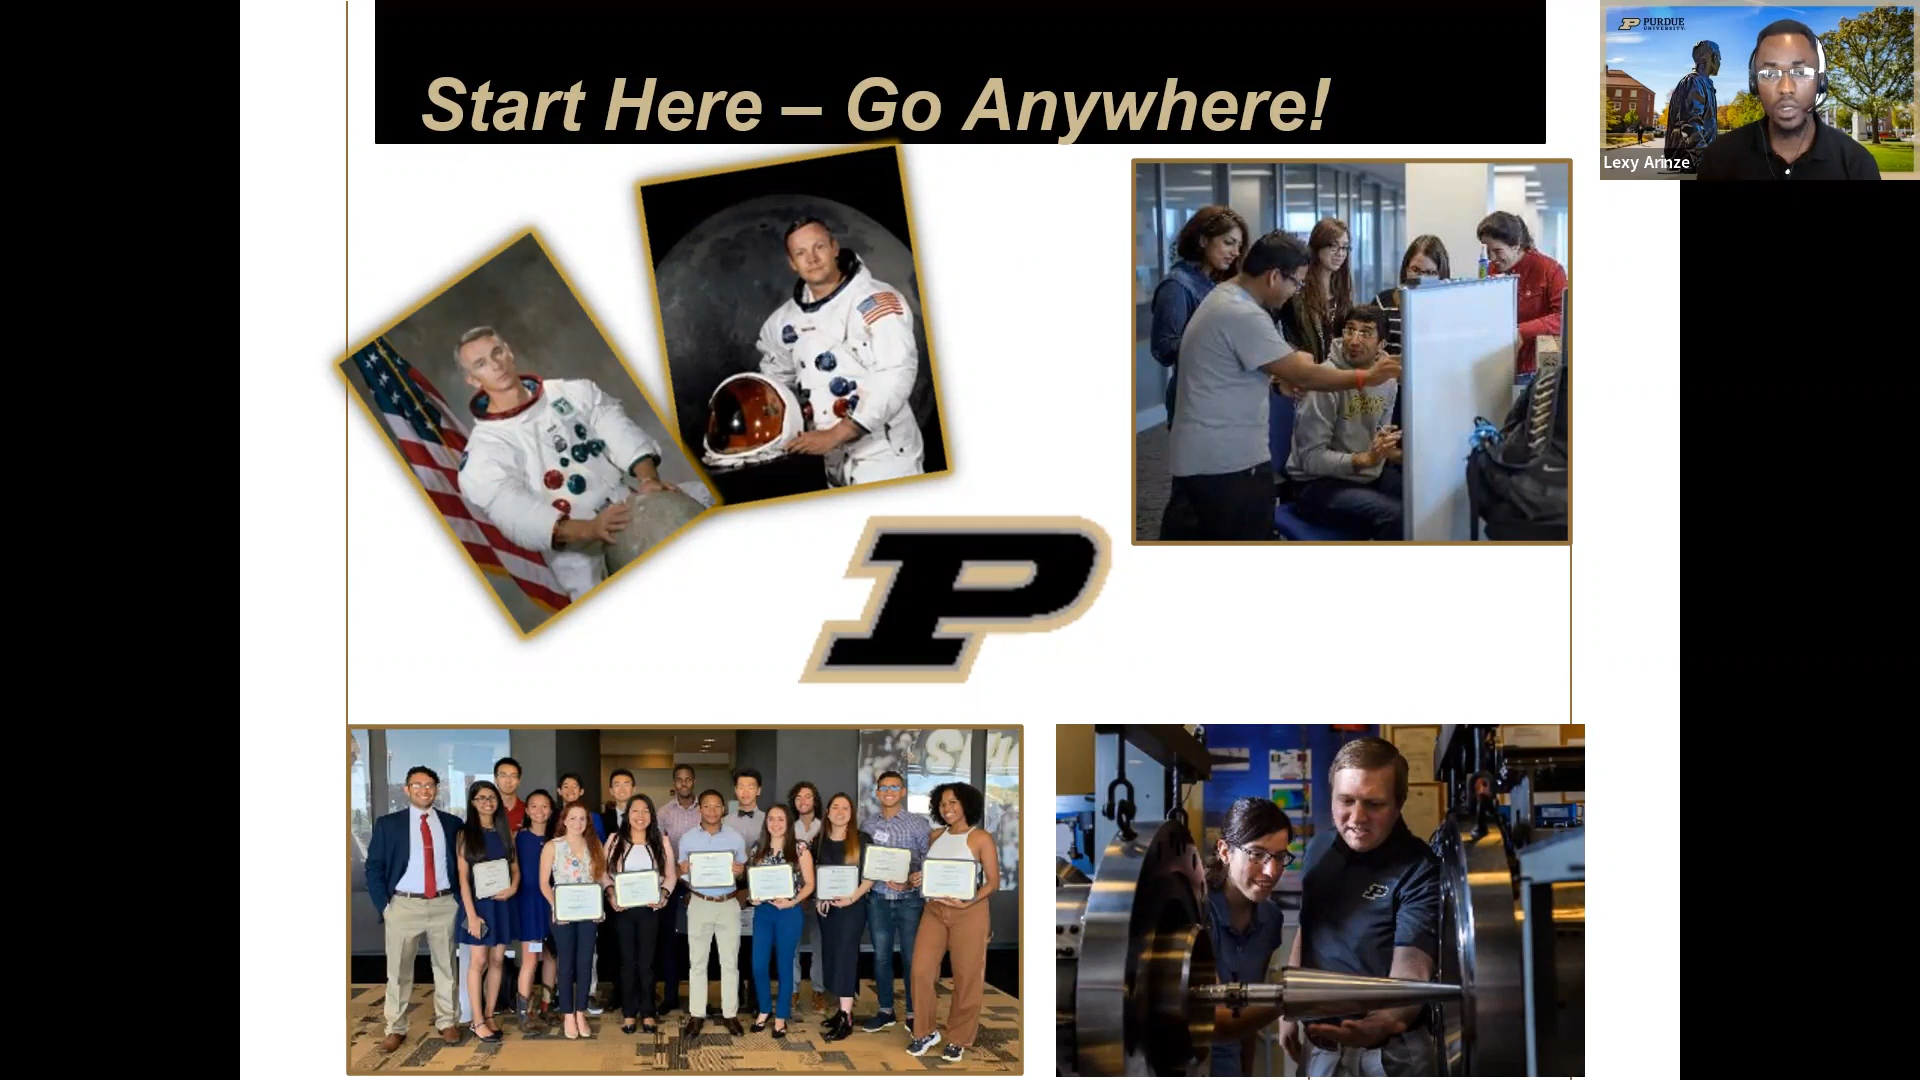 Start Here – Go Anywhere!
P PURDUE
UNIVERSITY
Lexy Arinze
P